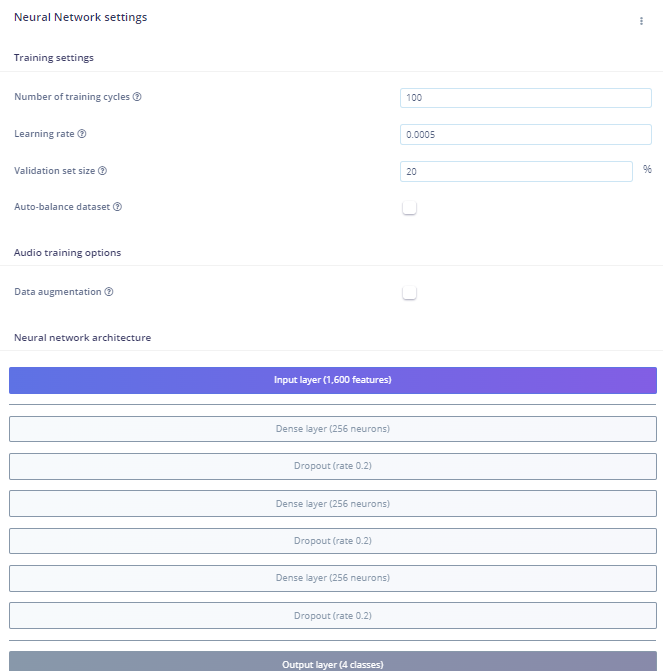 Neural Network settings
Training settings
Number of training cycles
100
Learning rate
0.0005
Validation set size
20 %
Auto-balance dataset
Audio training options
Data augmentation
Neural network architecture
Input layer (1,600 features)
Dense layer (256 neurons)
Dropout (rate 0.2)
Dense layer (256 neurons)
Dropout (rate 0.2)
Dense layer (256 neurons)
Dropout (rate 0.2)
Output layer (4 classes)